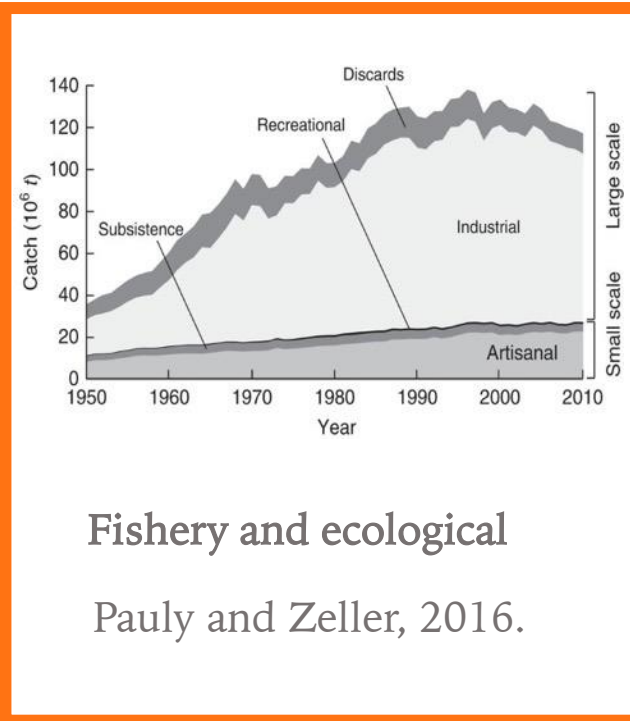 Discards
Recreational
Subsistence
Industrial
Artisanal
Large scale
Small scale
Catch (10⁶ t)
140
120
100
80
60
40
20
0
1950 1960 1970 1980 1990 2000 2010
Year
Fishery and ecological
Pauly and Zeller, 2016.